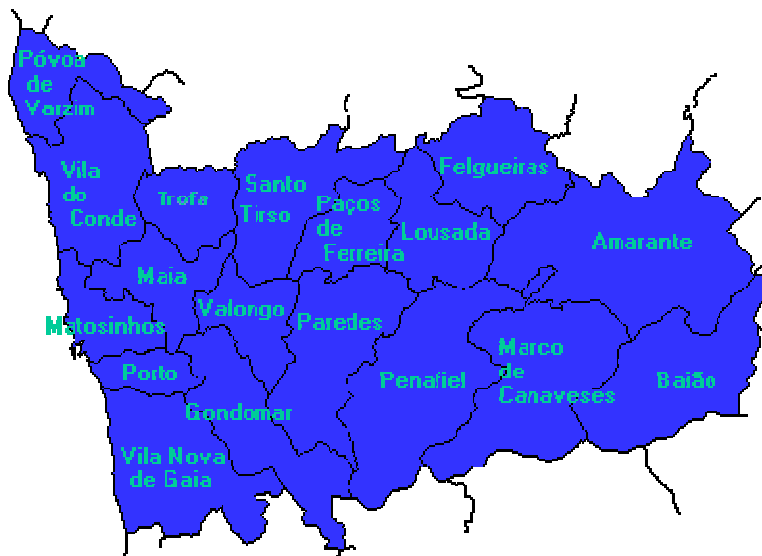 Póvoa
de
Varzim
Vila
do
Conde
Trofa
Santo
Tirso
Paços
de
Ferreira
Felgueiras
Lousada
Amarante
Maia
Valongo
Matosinhos
Paredes
Porto
Penafiel
Marco
de
Canaveses
Baião
Gondomar
Vila Nova
de Gaia